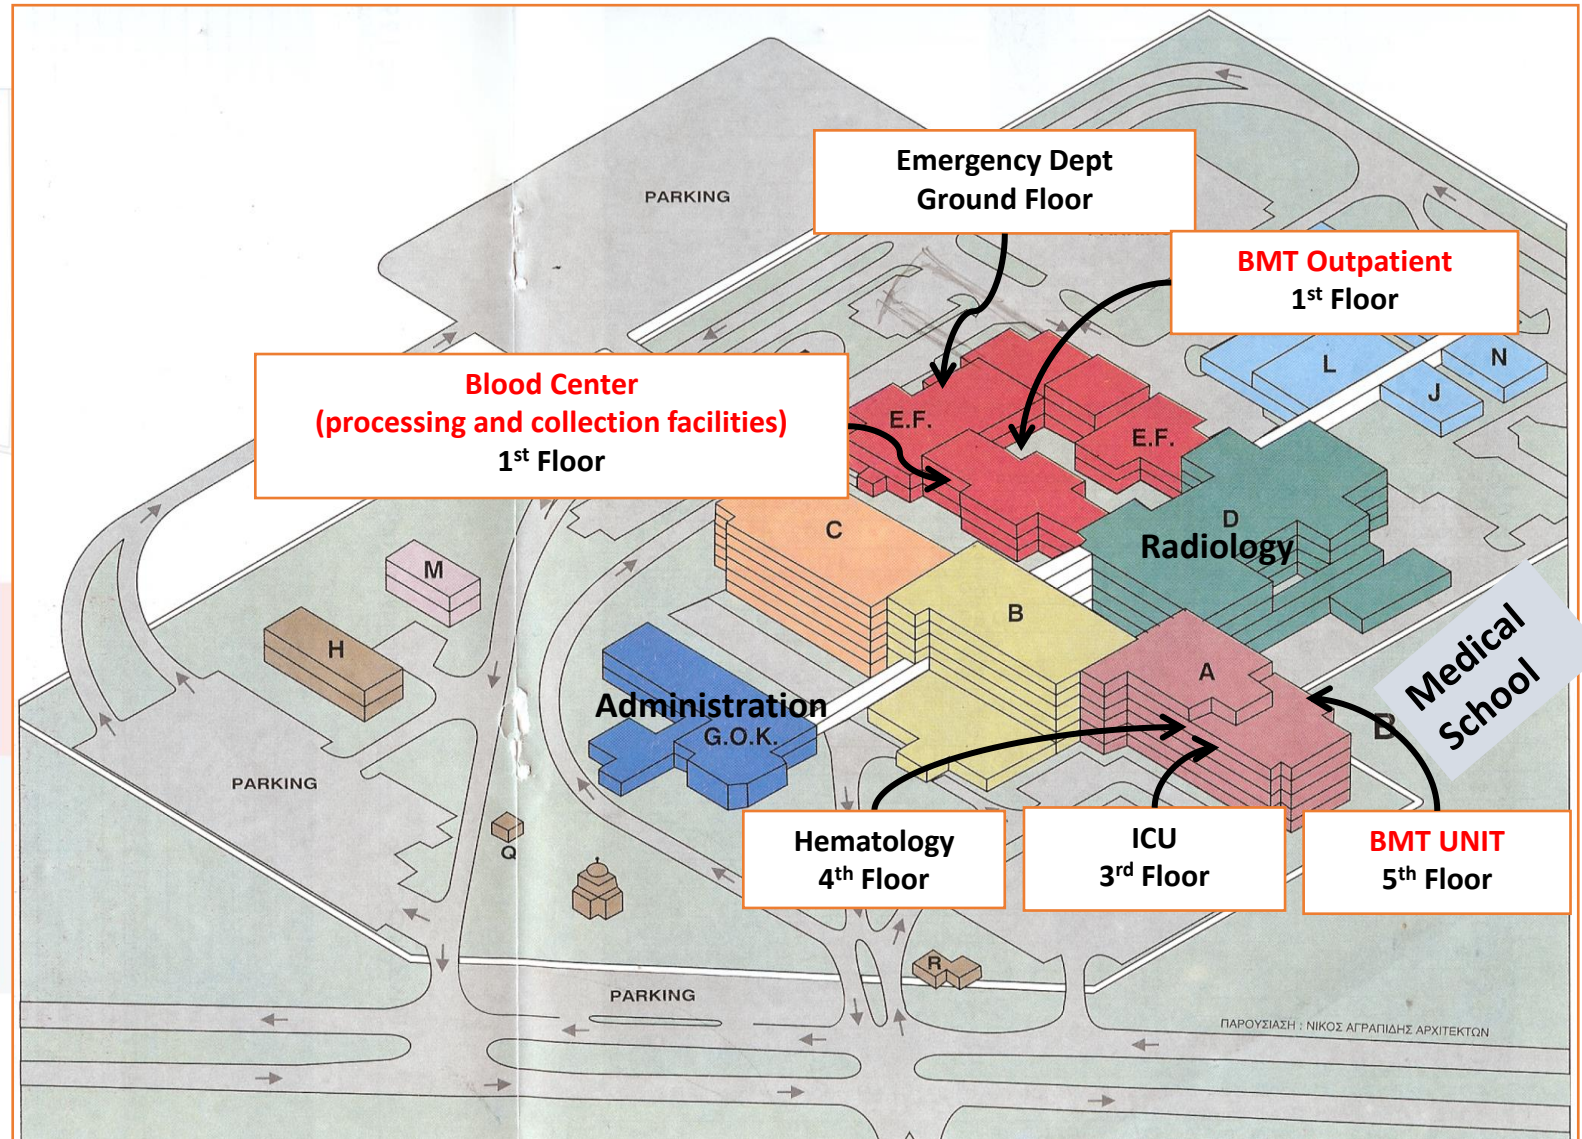 PARKING
Emergency Dept
Ground Floor
BMT Outpatient
1st Floor
Blood Center
(processing and collection facilities)
1st Floor
E.F.
E.F.
L
N
J
C
D
Radiology
M
H
B
A
Medical
School
B
Administration
G.O.K.
PARKING
Q
Hematology
4th Floor
ICU
3rd Floor
BMT UNIT
5th Floor
R
PARKING
ΠΑΡΟΥΣΙΑΣΗ : ΝΙΚΟΣ ΑΓΡΑΠΙΔΗΣ ΑΡΧΙΤΕΚΤΩΝ